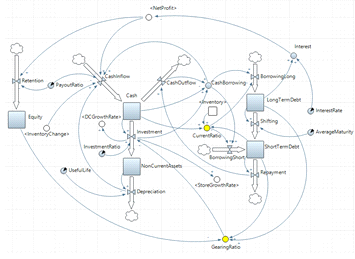 <NetProfit>
Interest
Retention
PayoutRatio
CashInflow
CashOutflow
CashBorrowing
BorrowingLong
Cash
<Inventory>
LongTermDebt
InterestRate
Equity
<DCGrowthRate>
<InventoryChange>
Investment
CurrentRatio
Shifting
AverageMaturity
InvestmentRatio
BorrowingShort
ShortTermDebt
UsefulLife
NonCurrentAssets
Repayment
<StoreGrowthRate>
Depreciation
GearingRatio